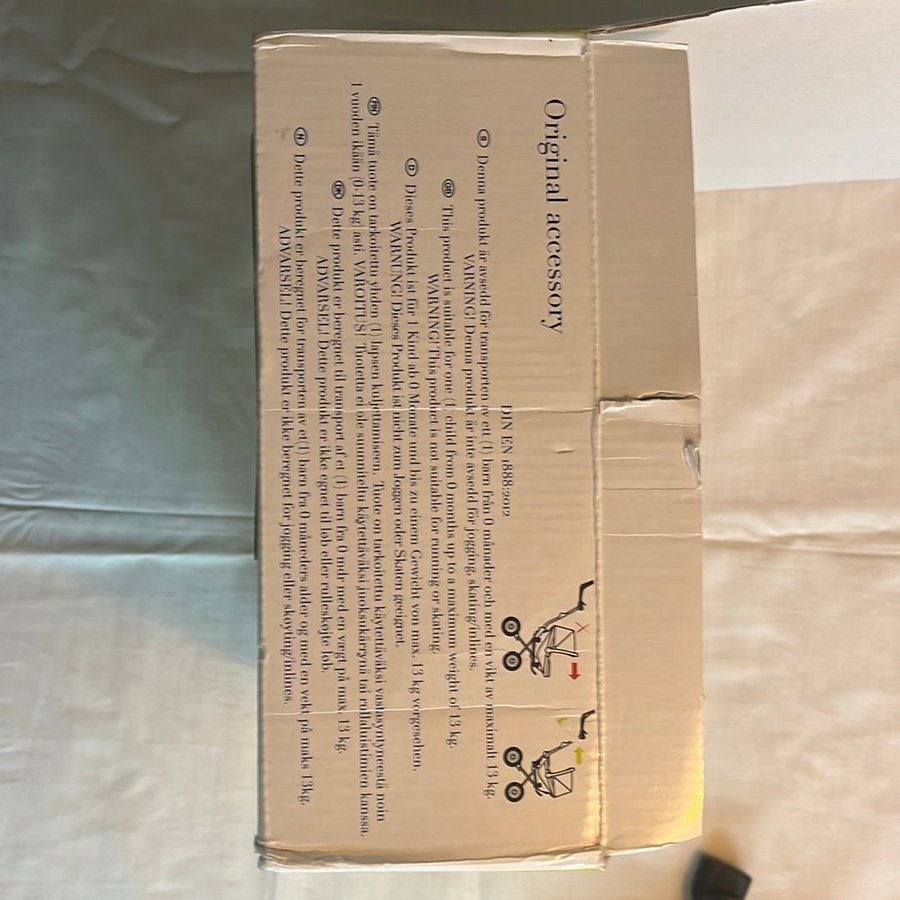 Original accessory
DIN EN 1888:2012
S Denna produkt är avsedd för transporten av ett (1) barn från 0 månader och med en vikt av maximalt 13 kg.
VARNING! Denna produkt är inte avsedd för jogging, skating/inlines.
GB This product is suitable for one (1) child from 0 months up to a maximum weight of 13 kg.
WARNING! This product is not suitable for running or skating.
D Dieses Produkt ist für 1 Kind ab 0 Monate und bis zu einem Gewicht von max. 13 kg vorgesehen.
WARNUNG! Dieses Produkt ist nicht zum Joggen oder Skaten geeignet.
FIN Tämä tuote on tarkoitettu yhden (1) lapsen kuljettamiseen. Tuote on tarkoitettu käytettäväksi vastasyntyneestä noin
1 vuoden ikään (0-13 kg) asti. VAROITUS! Tuotetta ei ole suunniteltu käytettäväksi juoksukärrynä tai rullaluistimien kanssa.
DK Dette produkt er beregnet til transport af et (1) barn fra 0 mdr med en vægt på max. 13 kg.
ADVARSEL! Dette produkt er ikke egnet til løb eller rulleskøjte løb.
N Dette produkt er beregnet for transporten av et(1) barn fra 0 måneders alder og med en vekt på maks 13kg.
ADVARSEL! Dette produkt er ikke beregnet for jogging eller skøyting/inlines.